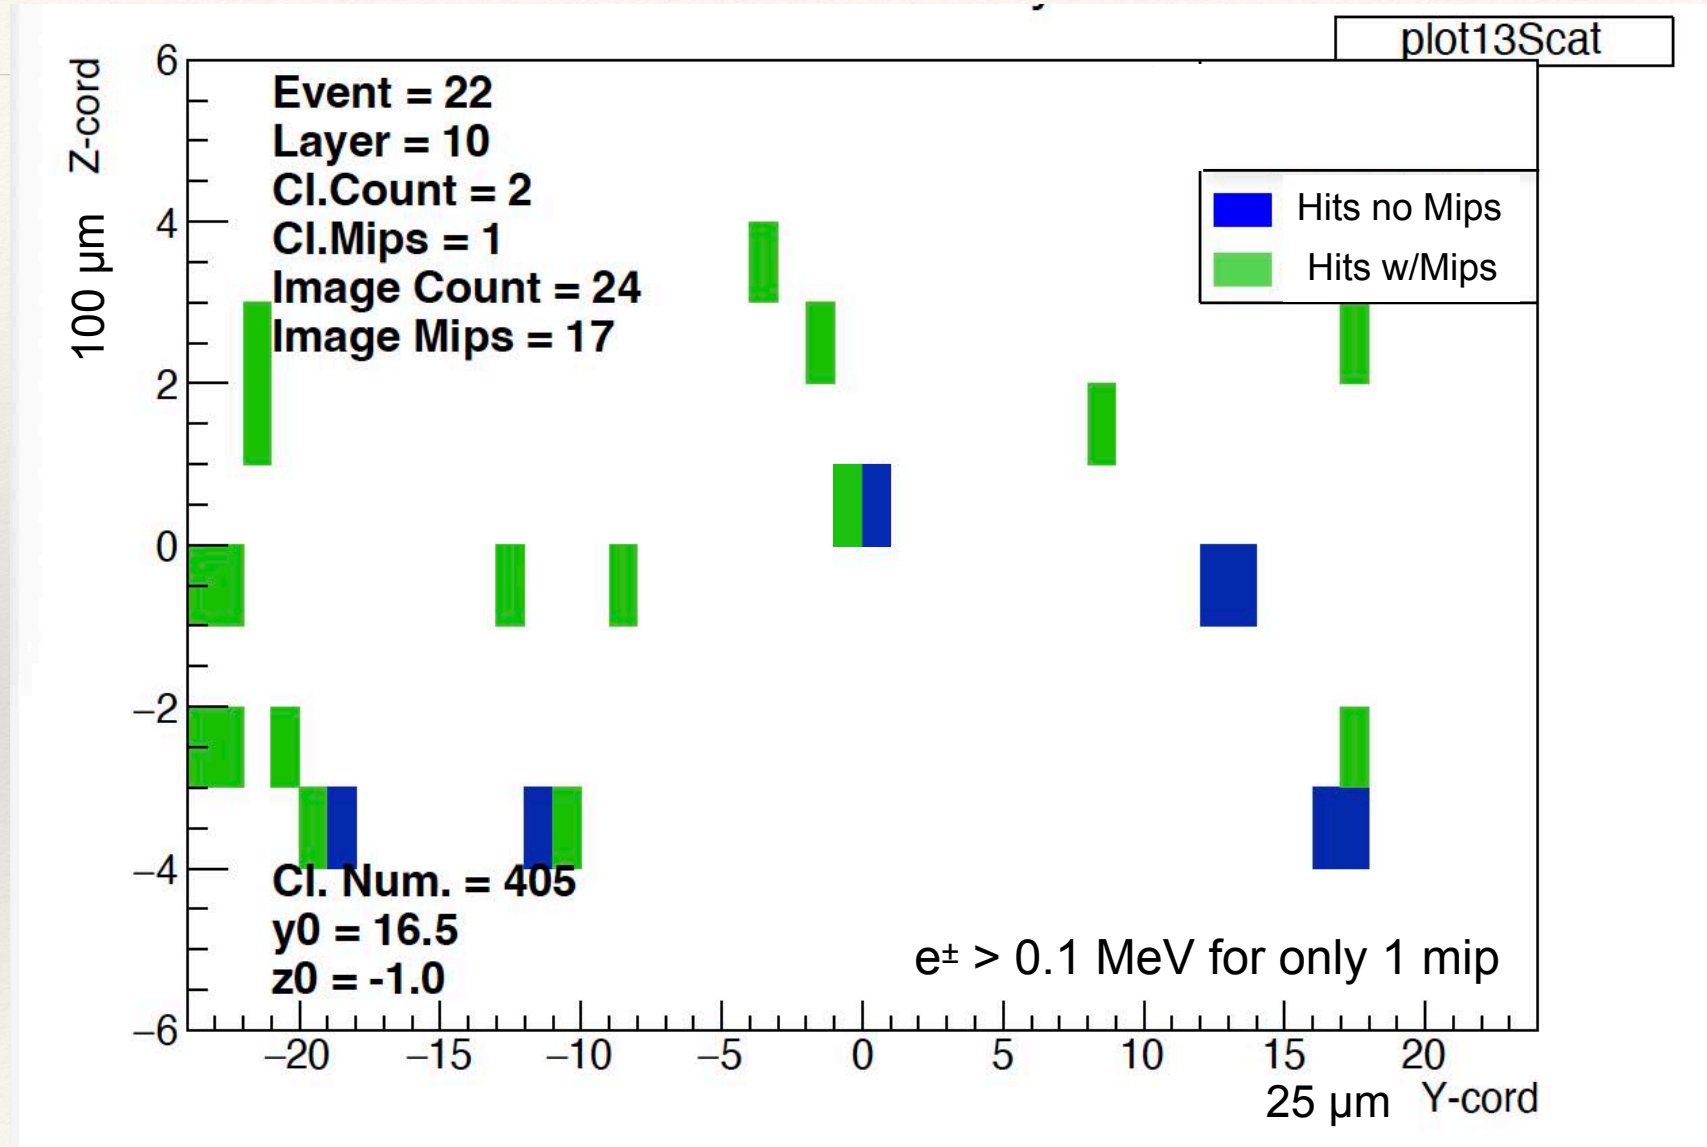 plot13Scat
6
Z-cord
100 µm
Event = 22
Layer = 10
Cl.Count = 2
Cl.Mips = 1
Image Count = 24
Image Mips = 17
Hits no Mips
Hits w/Mips
4
2
0
−2
−4
−6
Cl. Num. = 405
y0 = 16.5
z0 = -1.0
e± > 0.1 MeV for only 1 mip
−20 −15 −10 −5 0 5 10 15 20
25 µm Y-cord